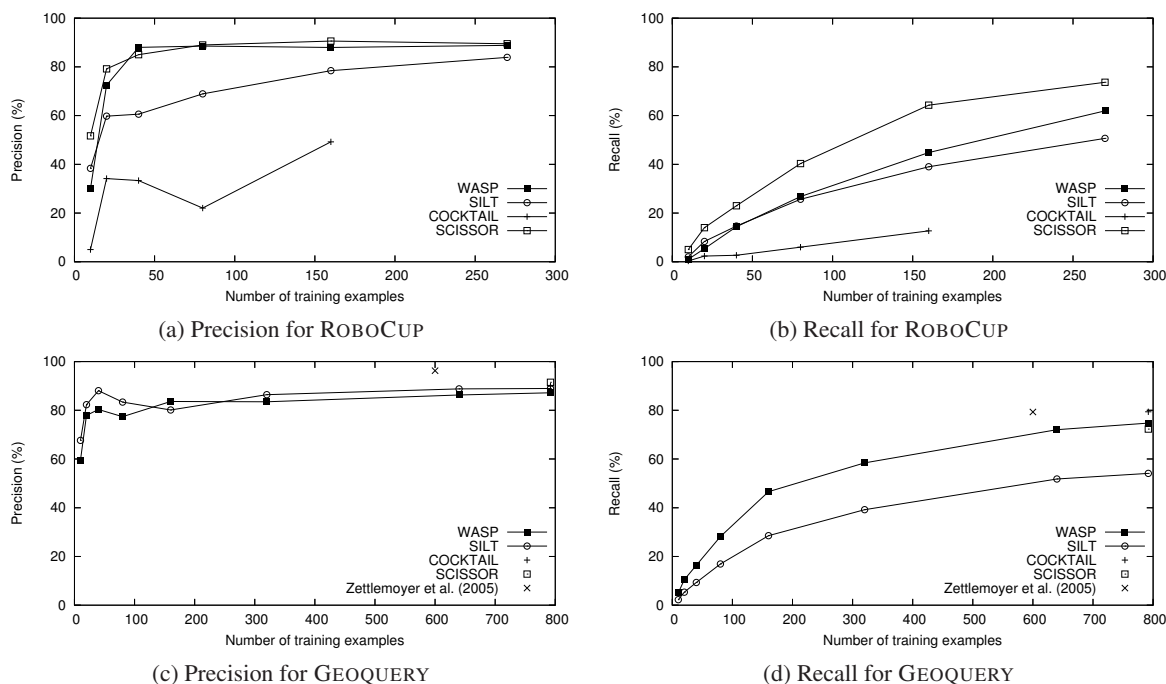 100
80
60
40
20
0
Precision (%)
WASP
SILT
COCKTAIL
SCISSOR
0 50 100 150 200 250 300
Number of training examples
(a) Precision for ROBOCUP
100
80
60
40
20
0
Recall (%)
WASP
SILT
COCKTAIL
SCISSOR
0 50 100 150 200 250 300
Number of training examples
(b) Recall for ROBOCUP
100
80
60
40
20
0
Precision (%)
WASP
SILT
COCKTAIL
SCISSOR
Zettlemoyer et al. (2005)
0 100 200 300 400 500 600 700 800
Number of training examples
(c) Precision for GEOQUERY
100
80
60
40
20
0
Recall (%)
WASP
SILT
COCKTAIL
SCISSOR
Zettlemoyer et al. (2005)
0 100 200 300 400 500 600 700 800
Number of training examples
(d) Recall for GEOQUERY